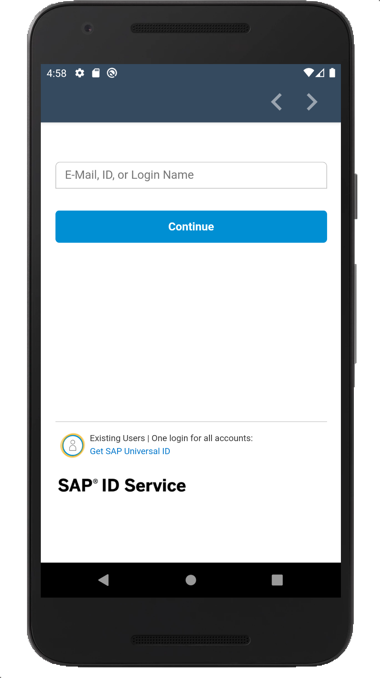 4:58
E-Mail, ID, or Login Name
Continue
Existing Users | One login for all accounts:
Get SAP Universal ID
SAP® ID Service